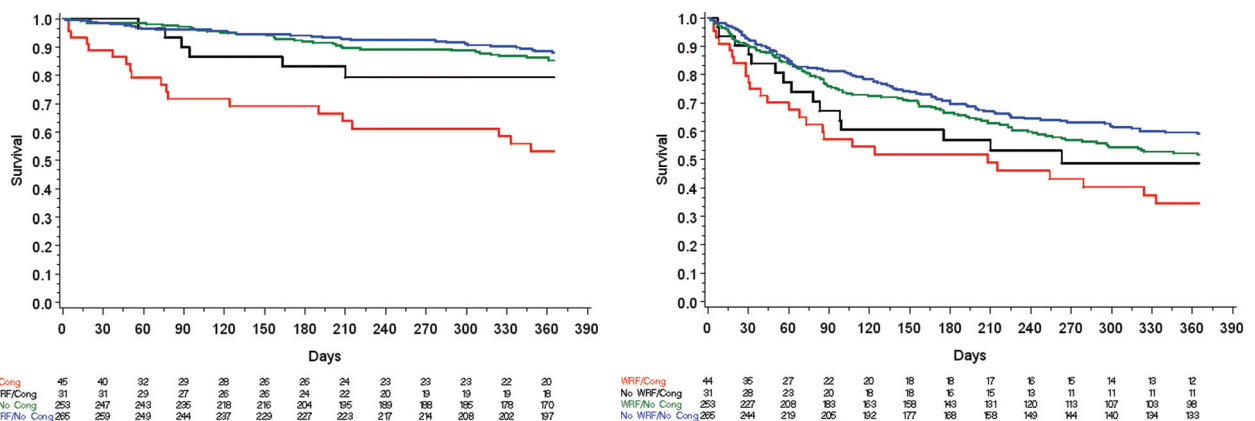 1.0
0.9
0.8
0.7
0.6
0.5
0.4
0.3
0.2
0.1
0.0
Survival
0 30 60 90 120 150 180 210 240 270 300 330 360 390
Days
Cong 45 40 32 29 28 26 26 24 23 23 23 22 20
RF/Cong 31 31 29 27 26 26 24 22 20 19 19 19 18
No Cong 253 247 243 235 218 216 204 195 189 188 185 178 170
RF/No Cong 265 259 249 244 237 229 227 223 217 214 208 202 197
1.0
0.9
0.8
0.7
0.6
0.5
0.4
0.3
0.2
0.1
0.0
Survival
0 30 60 90 120 150 180 210 240 270 300 330 360 390
Days
WRF/Cong 44 35 27 22 20 18 18 17 16 15 14 13 12
No WRF/Cong 31 28 23 20 18 18 16 15 13 11 11 11 11
WRF/No Cong 253 227 208 183 163 158 143 131 120 113 107 103 98
No WRF/No Cong 265 244 219 205 192 177 168 158 149 144 140 134 133